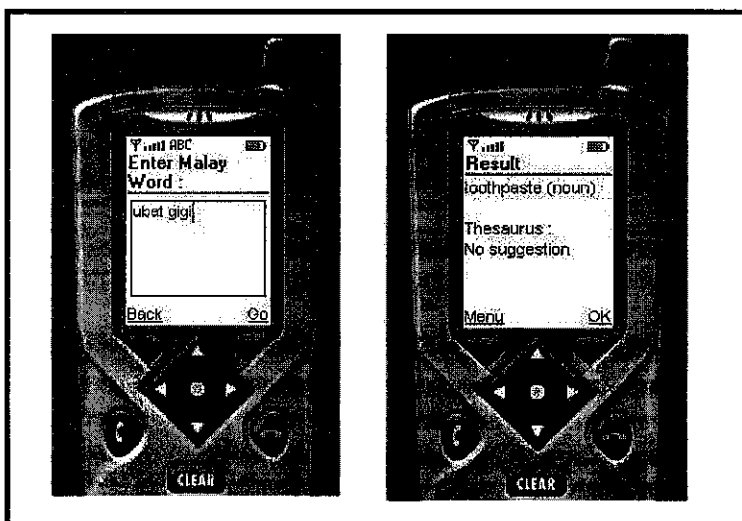 ABC
Enter Malay
Word :
ubat gigi
Back Go
CLEAR
Result
toothpaste (noun)
Thesaurus :
No suggestion
Menu OK
CLEAR